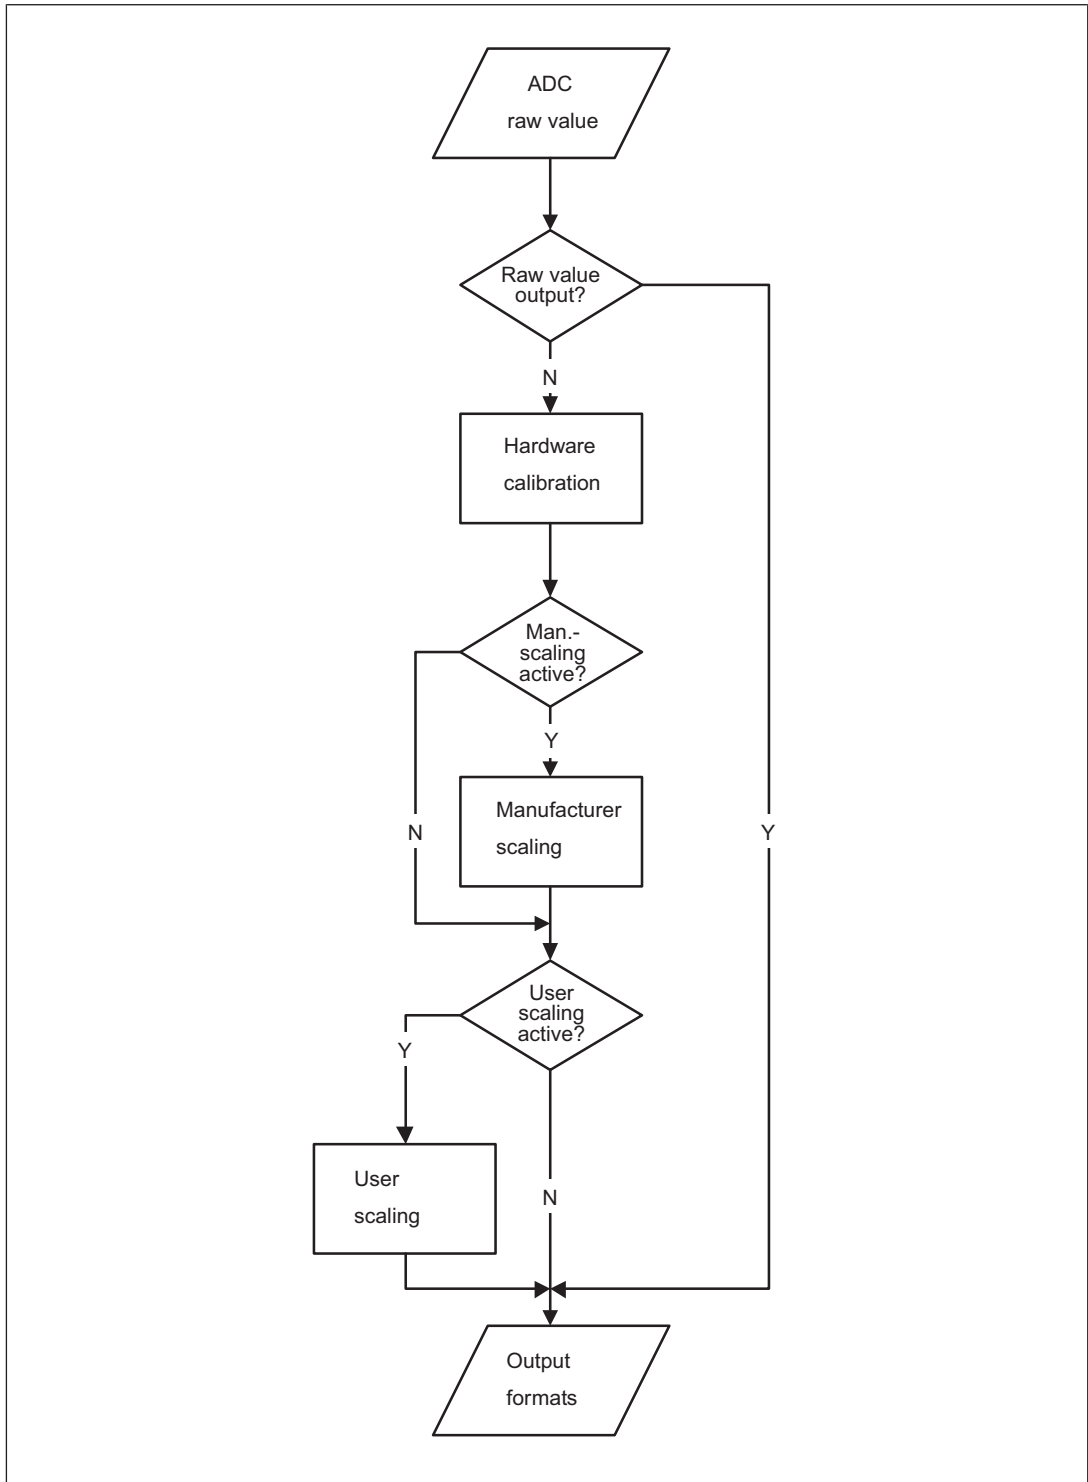 ADC
raw value
Raw value
output?
N
Hardware
calibration
Man.-
scaling
active?
Y
Manufacturer
scaling
N
Y
User
scaling
active?
Y
User
scaling
N
Output
formats